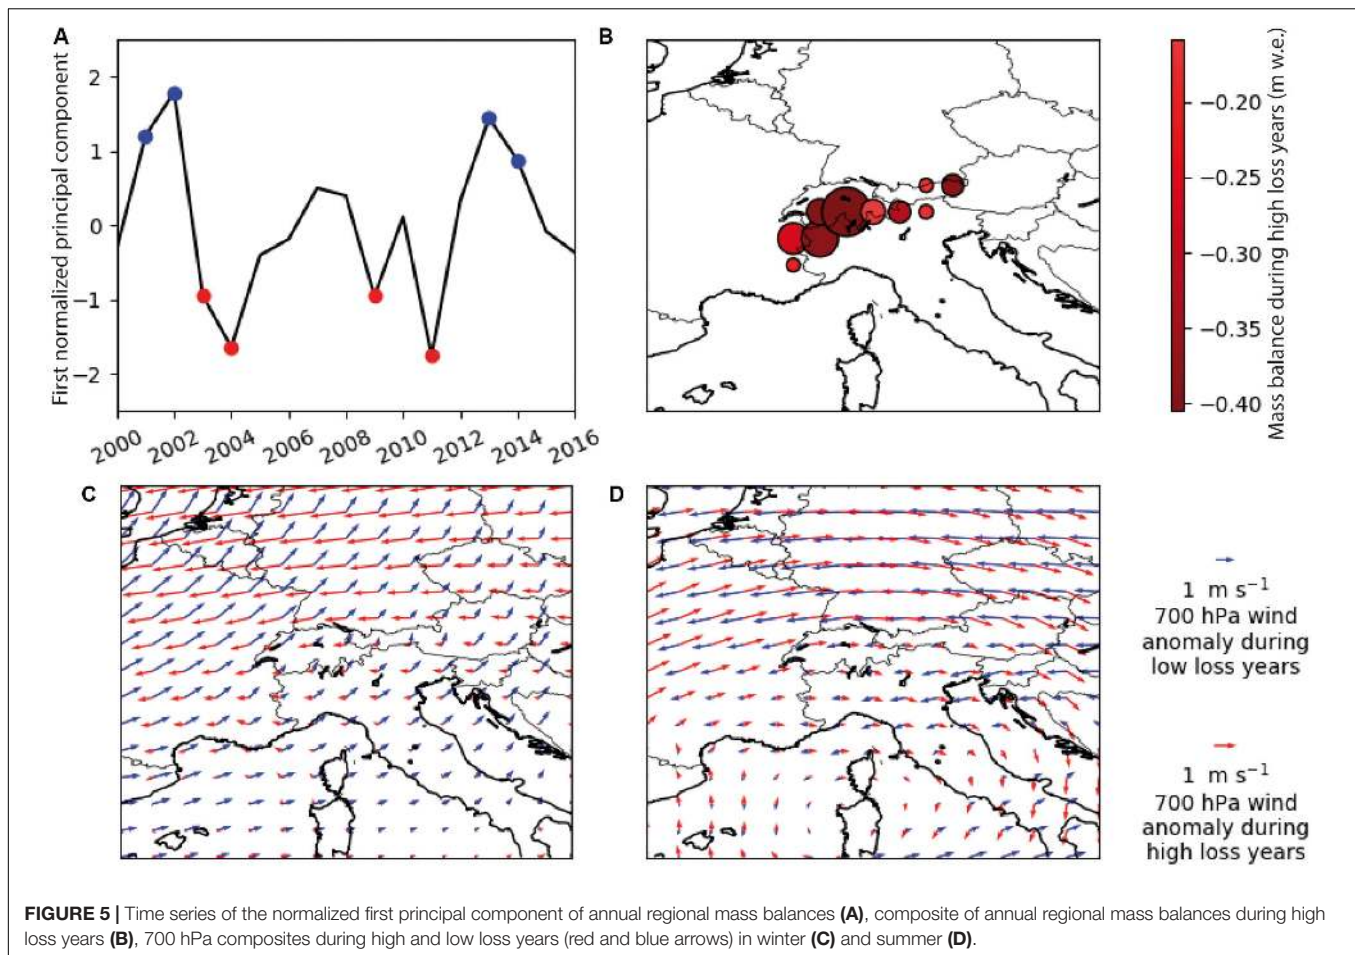 A
First normalized principal component
2
1
0
−1
−2
2000 2002 2004 2006 2008 2010 2012 2014 2016
B
−0.20
−0.25
−0.30
−0.35
−0.40
Mass balance during high loss years (m w.e.)
C
D
1 m s⁻¹
700 hPa wind
anomaly during
low loss years
1 m s⁻¹
700 hPa wind
anomaly during
high loss years
FIGURE 5 | Time series of the normalized first principal component of annual regional mass balances (A), composite of annual regional mass balances during high
loss years (B), 700 hPa composites during high and low loss years (red and blue arrows) in winter (C) and summer (D).